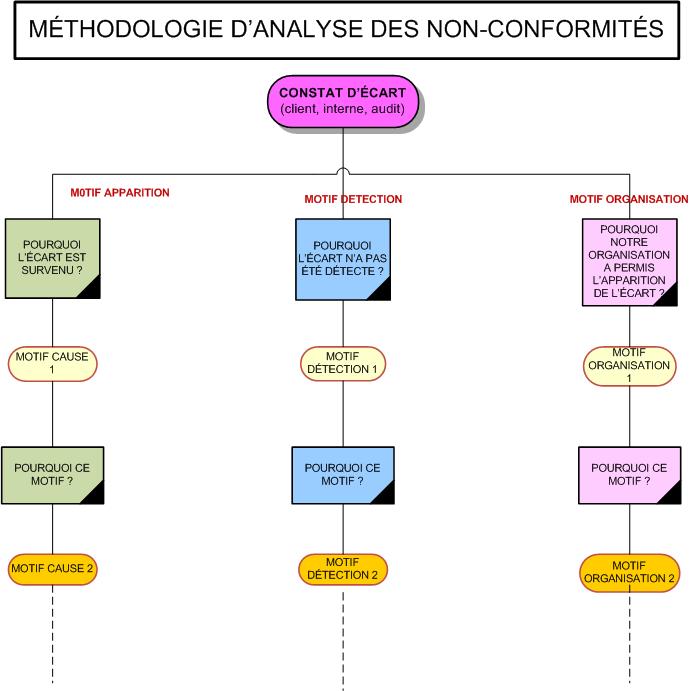 MÉTHODOLOGIE D’ANALYSE DES NON-CONFORMITÉS
CONSTAT D’ÉCART
(client, interne, audit)
M0TIF APPARITION
MOTIF DETECTION
MOTIF ORGANISATION
POURQUOI
L’ÉCART EST
SURVENU ?
POURQUOI
L’ÉCART N’A PAS
ÉTÉ DÉTECTE ?
POURQUOI
NOTRE
ORGANISATION
A PERMIS
L’APPARITION
DE L’ÉCART ?
MOTIF CAUSE
1
MOTIF
DÉTECTION 1
MOTIF
ORGANISATION
1
POURQUOI CE
MOTIF ?
POURQUOI CE
MOTIF ?
POURQUOI CE
MOTIF ?
MOTIF CAUSE 2
MOTIF
DÉTECTION 2
MOTIF
ORGANISATION 2